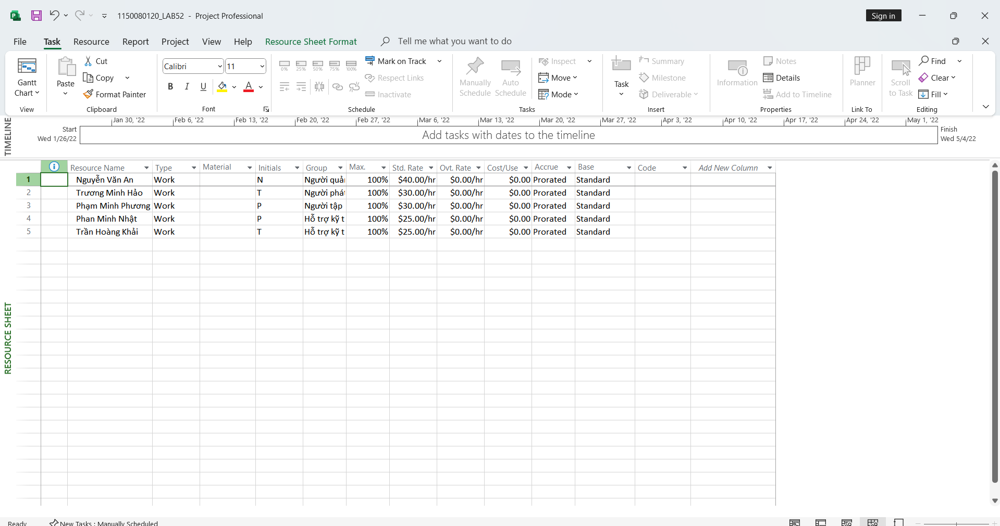 1150080120_LAB52 - Project Professional
Sign in
File Task Resource Report Project View Help Resource Sheet Format Tell me what you want to do
Gantt Chart
View
Paste
Cut
Copy
Format Painter
Clipboard
Calibri 11
B I U A
Font
0% 25% 50% 75% 100%
Mark on Track
Respect Links
Inactivate
Schedule
Manually Schedule
Auto Schedule
Inspect
Move
Mode
Tasks
Task
Summary
Milestone
Deliverable
Insert
Information
Notes
Details
Add to Timeline
Properties
Planner
Link To
Scroll to Task
Find
Clear
Fill
Editing
TIMELINE
Jan 30, '22 Feb 6, '22 Feb 13, '22 Feb 20, '22 Feb 27, '22 Mar 6, '22 Mar 13, '22 Mar 20, '22 Mar 27, '22 Apr 3, '22 Apr 10, '22 Apr 17, '22 Apr 24, '22 May 1, '22
Start
Wed 1/26/22
Add tasks with dates to the timeline
Finish
Wed 5/4/22
RESOURCE SHEET
Resource Name Type Material Initials Group Max. Std. Rate Ovt. Rate Cost/Use Accrue Base Code Add New Column
1 Nguyễn Văn An Work N Người quản 100% $40.00/hr $0.00/hr $0.00 Prorated Standard
2 Trương Minh Hảo Work T Người phát 100% $30.00/hr $0.00/hr $0.00 Prorated Standard
3 Phạm Minh Phương Work P Người tập 100% $30.00/hr $0.00/hr $0.00 Prorated Standard
4 Phan Minh Nhật Work P Hỗ trợ kỹ t 100% $25.00/hr $0.00/hr $0.00 Prorated Standard
5 Trần Hoàng Khải Work T Hỗ trợ kỹ t 100% $25.00/hr $0.00/hr $0.00 Prorated Standard
Ready New Tasks : Manually Scheduled